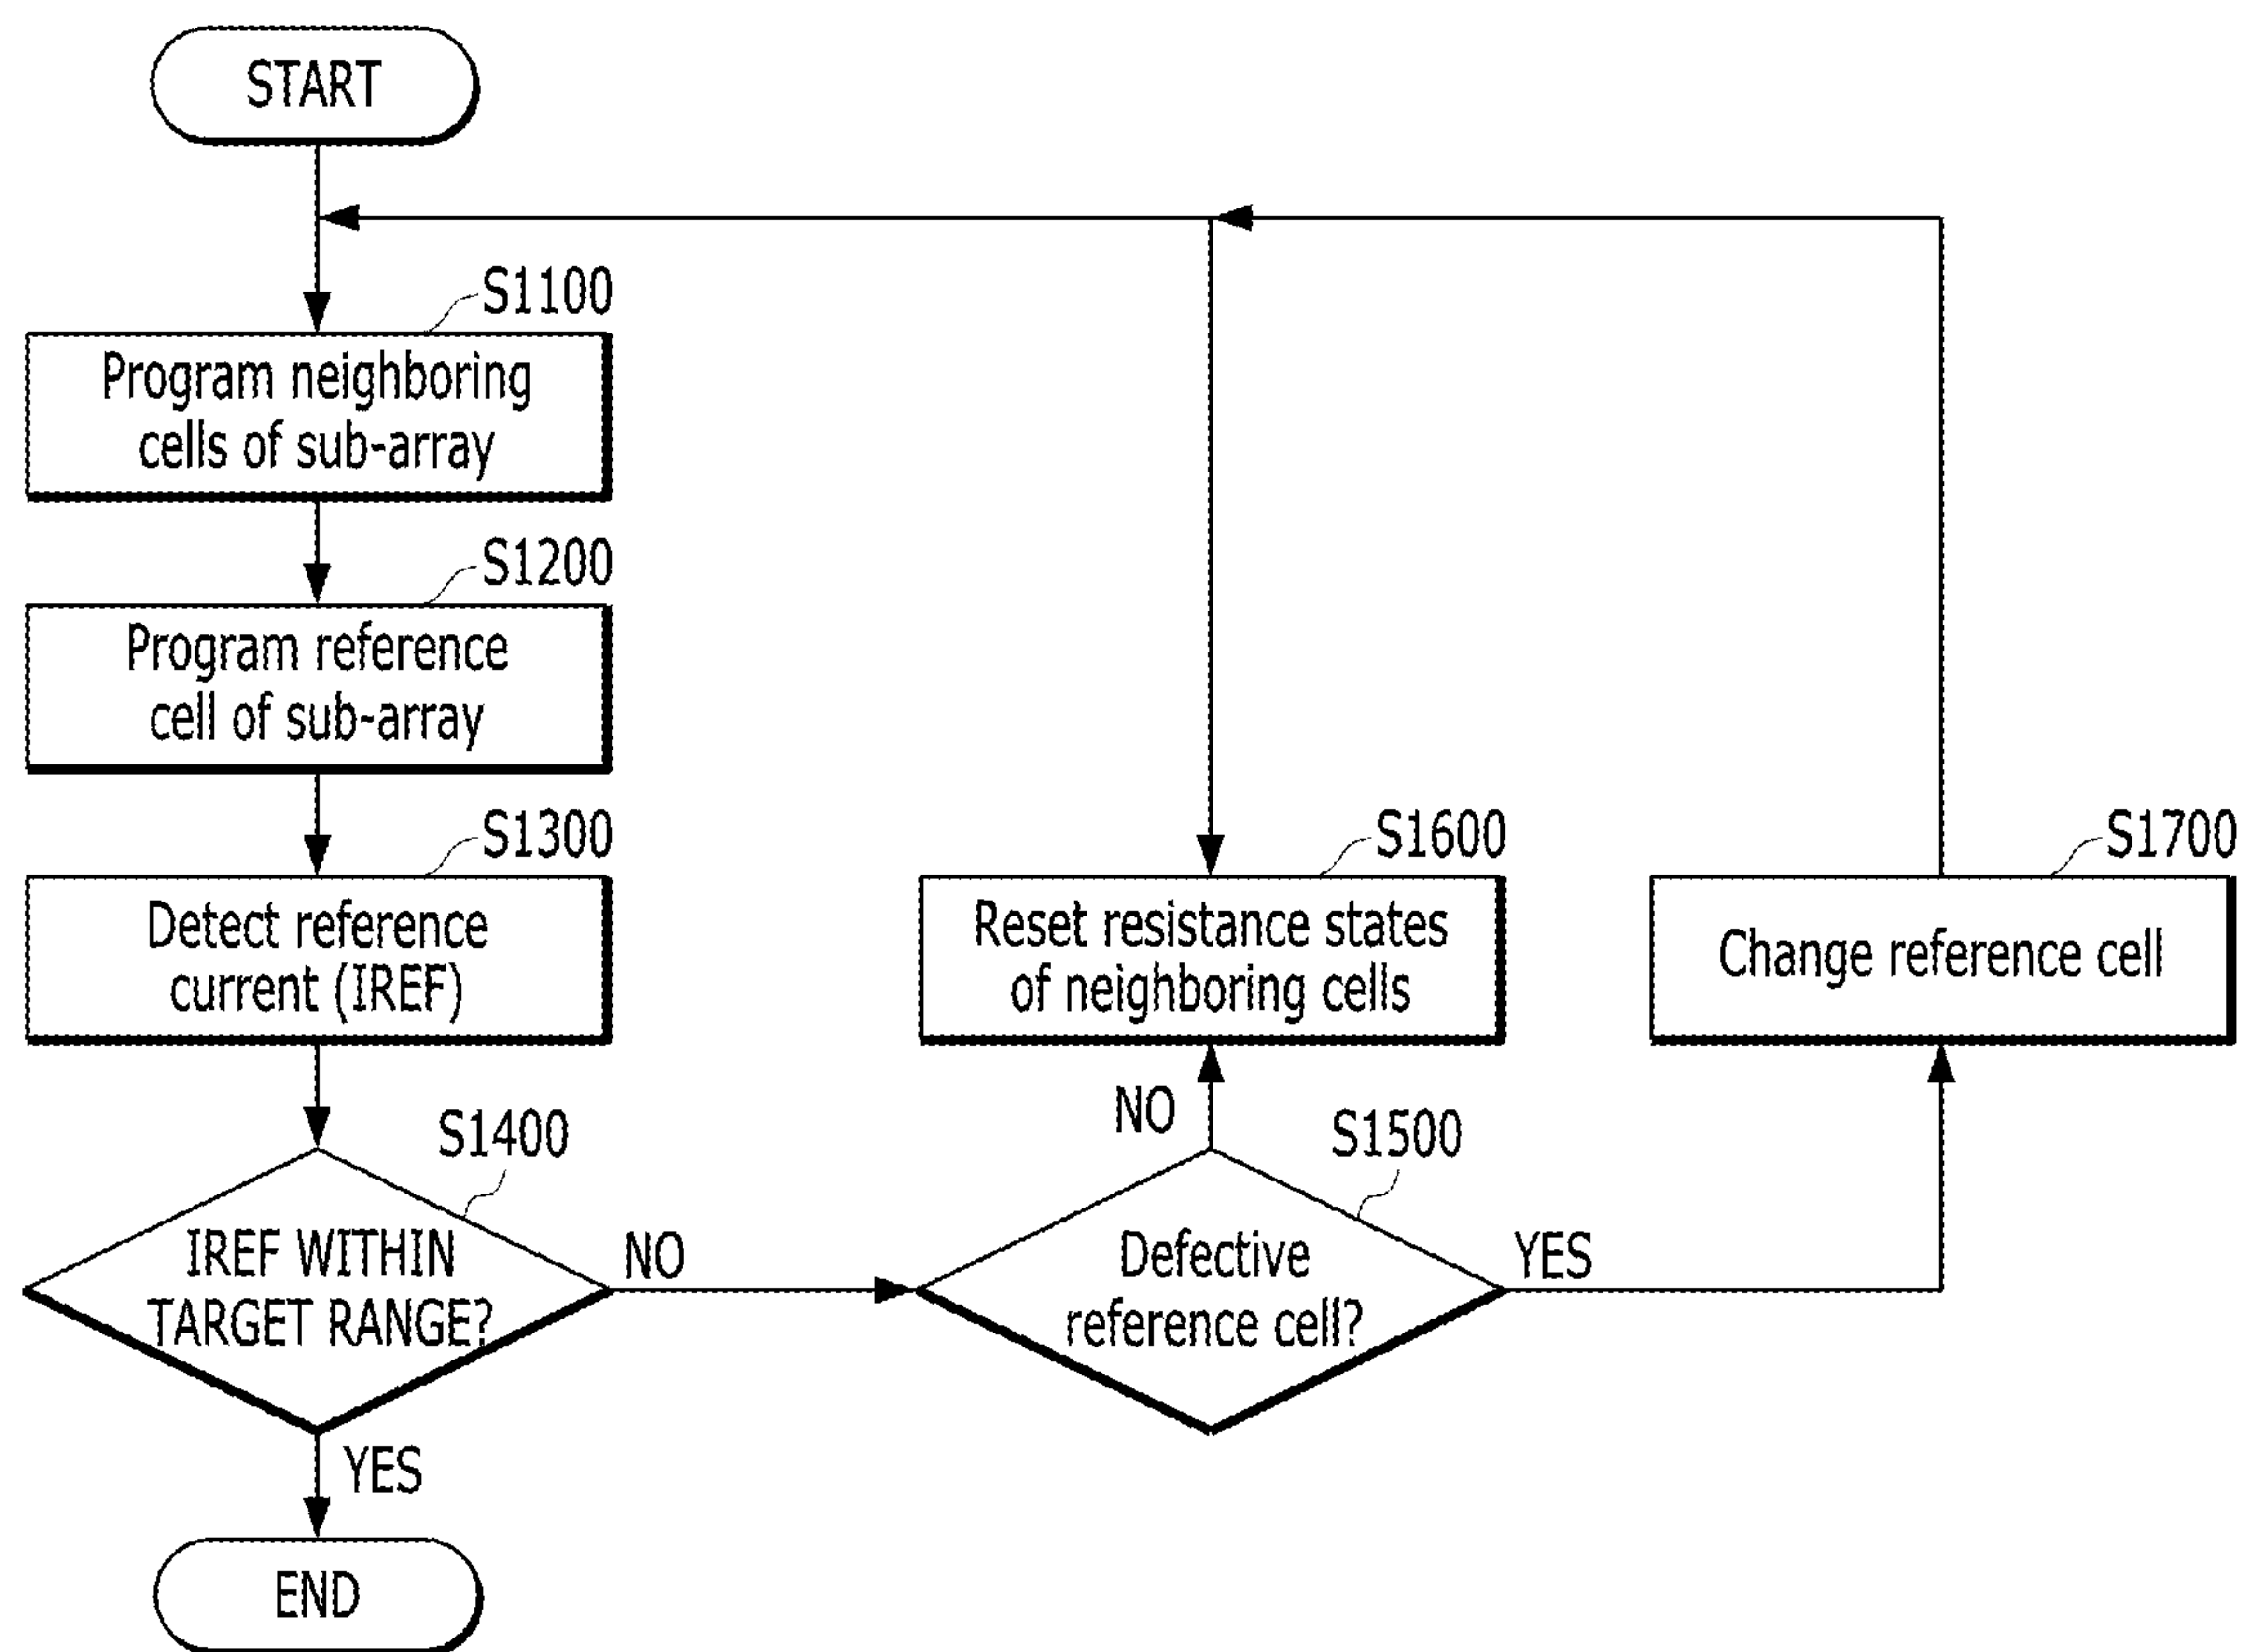 START
S1100
Program neighboring
cells of sub-array
S1200
Program reference
cell of sub-array
S1300
Detect reference
current (IREF)
S1600
Reset resistance states
of neighboring cells
S1700
Change reference cell
S1400
IREF WITHIN
TARGET RANGE?
NO
YES
NO
S1500
Defective
reference cell?
YES
END